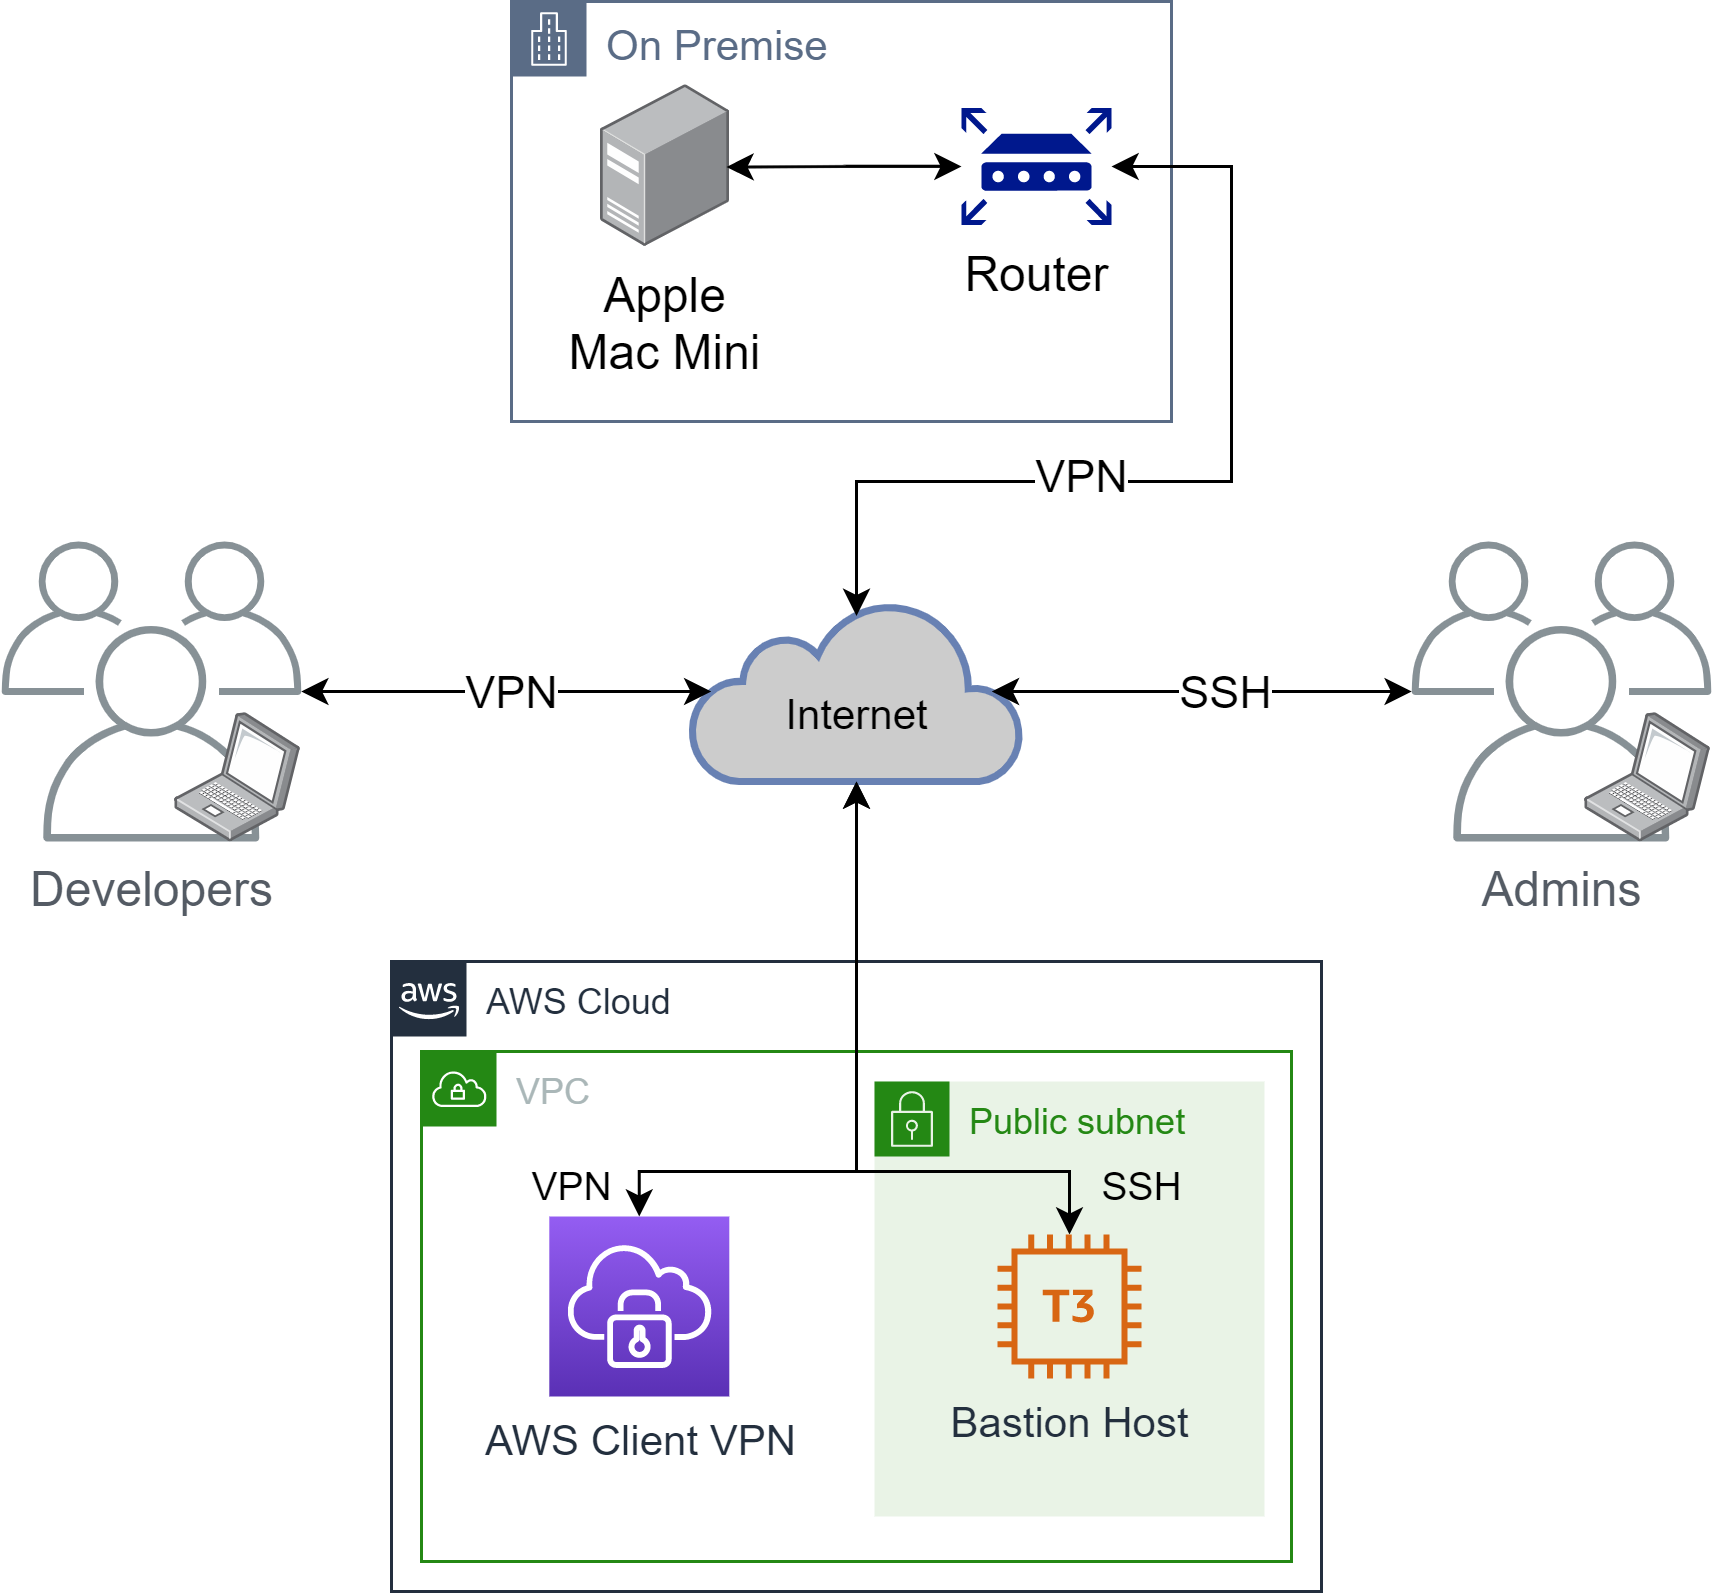 On Premise
Apple
Mac Mini
Router
VPN
VPN
SSH
Internet
Developers
Admins
aws
AWS Cloud
VPC
Public subnet
VPN
SSH
T3
AWS Client VPN
Bastion Host